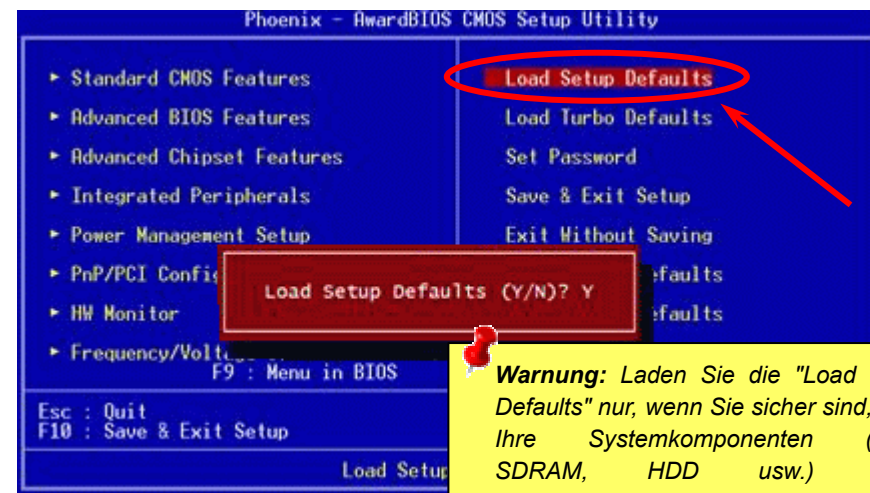 Phoenix - AwardBIOS CMOS Setup Utility
► Standard CMOS Features
► Advanced BIOS Features
► Advanced Chipset Features
► Integrated Peripherals
► Power Management Setup
► PnP/PCI Config
► HW Monitor
► Frequency/Volt
Load Setup Defaults
Load Turbo Defaults
Set Password
Save & Exit Setup
Exit Without Saving
efaults
efaults
Load Setup Defaults (Y/N)? Y
F9 : Menu in BIOS
Esc : Quit
F10 : Save & Exit Setup
Load Setup
Warnung: Laden Sie die "Load
Defaults" nur, wenn Sie sicher sind,
Ihre Systemkomponenten (
SDRAM, HDD usw.)